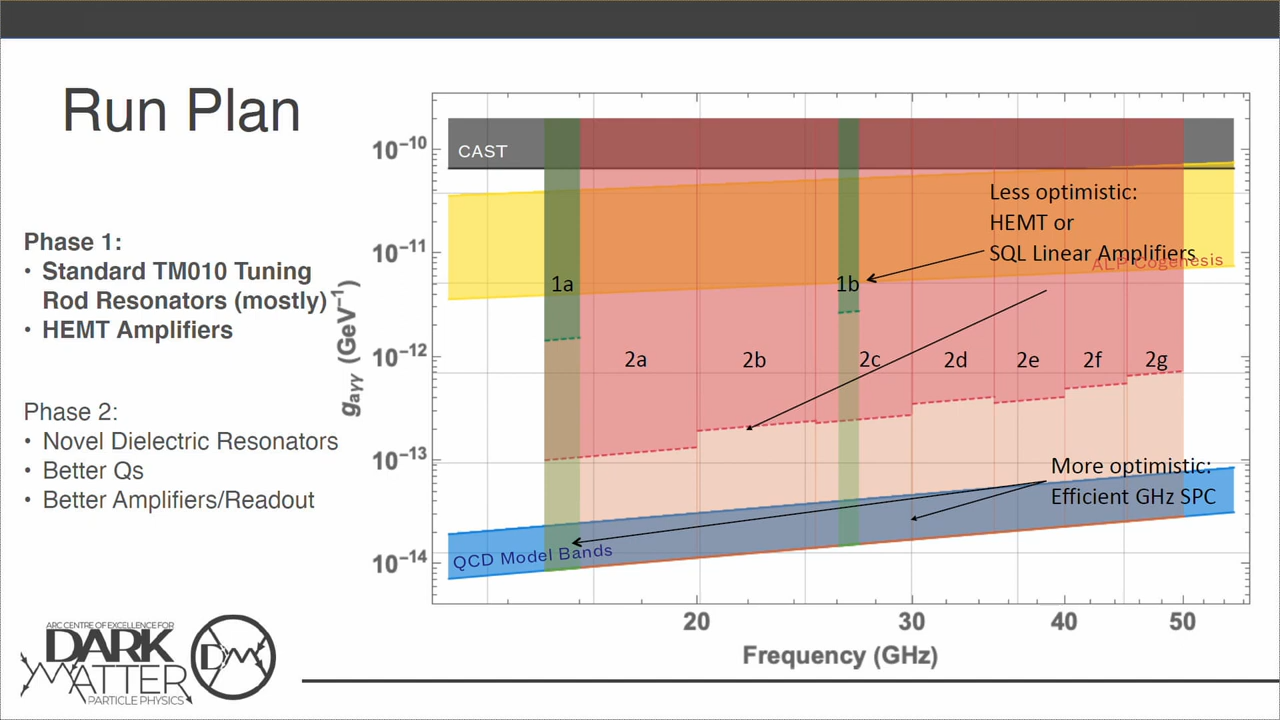 Run Plan
Phase 1:
• Standard TM010 Tuning
Rod Resonators (mostly)
• HEMT Amplifiers
Phase 2:
• Novel Dielectric Resonators
• Better Qs
• Better Amplifiers/Readout
gₐγγ (GeV⁻¹)
10⁻¹⁰
10⁻¹¹
10⁻¹²
10⁻¹³
10⁻¹⁴
CAST
Less optimistic:
HEMT or
SQL Linear Amplifiers
ALP Cogenesis
1a
1b
2a
2b
2c
2d
2e
2f
2g
More optimistic:
Efficient GHz SPC
QCD Model Bands
20
30
40
50
Frequency (GHz)
ARC CENTRE OF EXCELLENCE FOR
DARK
MATTER
PARTICLE PHYSICS
DM